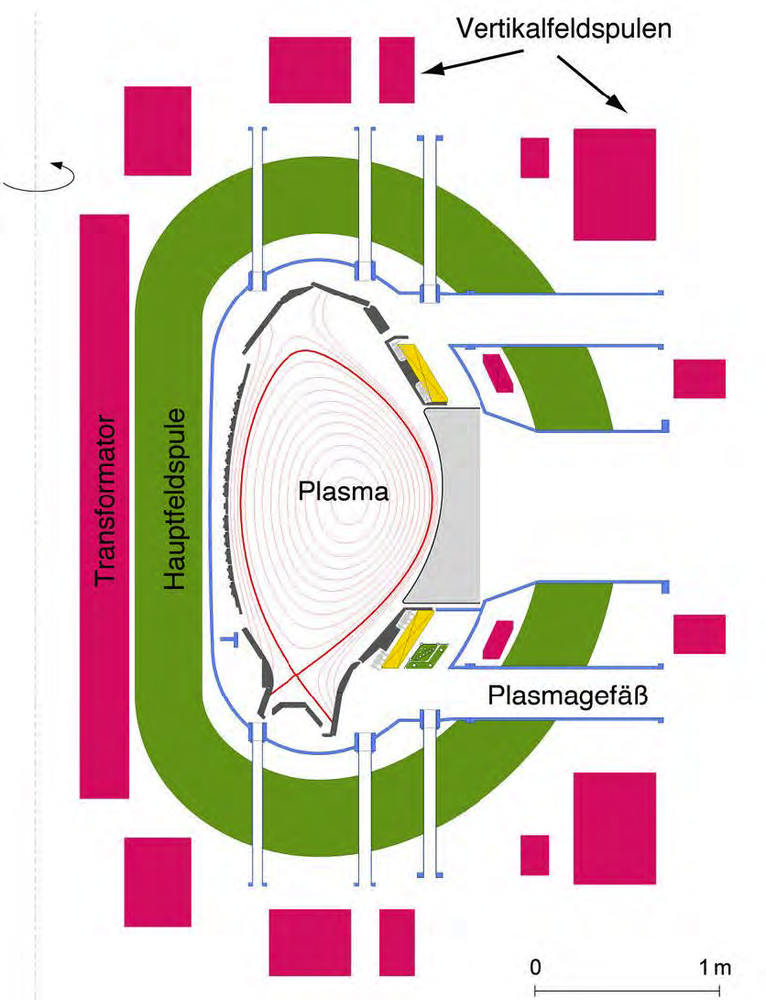 Vertikalfeldspulen
Transformator
Hauptfeldspule
Plasma
Plasmagefäß
0 1 m